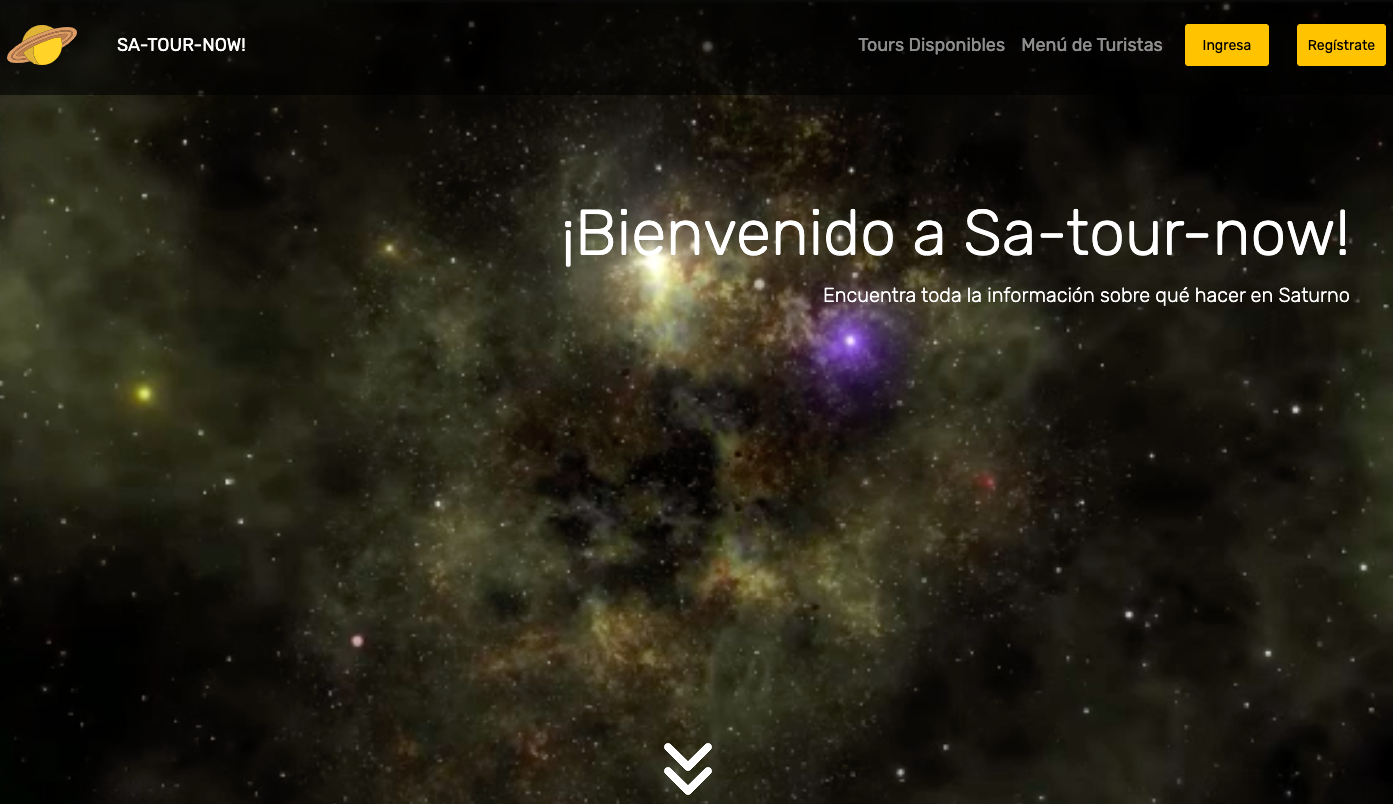 SA-TOUR-NOW!
Tours Disponibles
Menú de Turistas
Ingresa
Regístrate
¡Bienvenido a Sa-tour-now!
Encuentra toda la información sobre qué hacer en Saturno